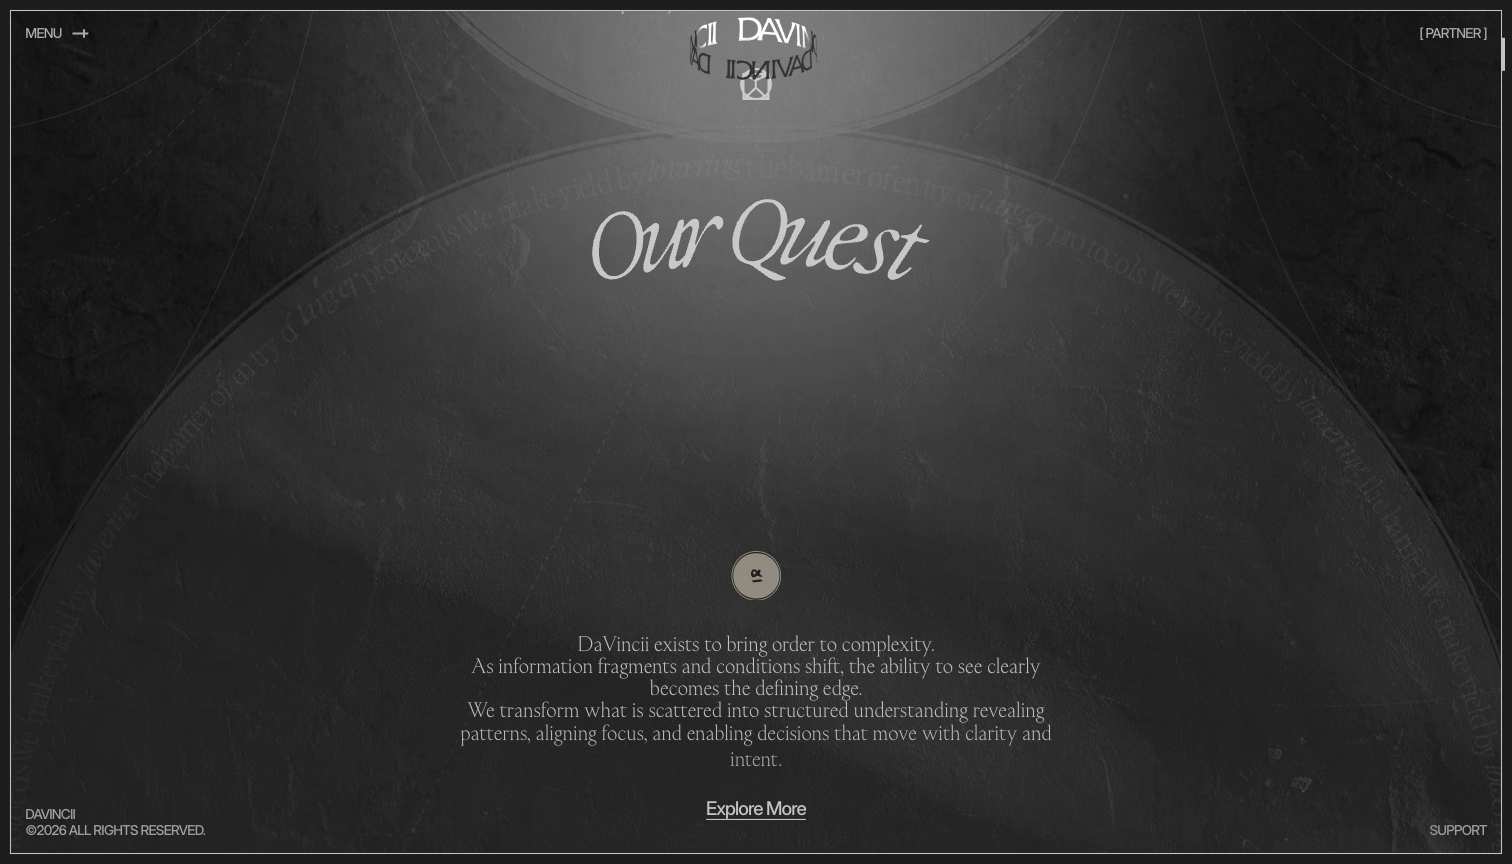 MENU
DAVIN
[ PARTNER ]
Our Quest
α
DaVincii exists to bring order to complexity.
As information fragments and conditions shift, the ability to see clearly
becomes the defining edge.
We transform what is scattered into structured understanding revealing
patterns, aligning focus, and enabling decisions that move with clarity and
intent.
Explore More
DAVINCII
©2026 ALL RIGHTS RESERVED.
SUPPORT